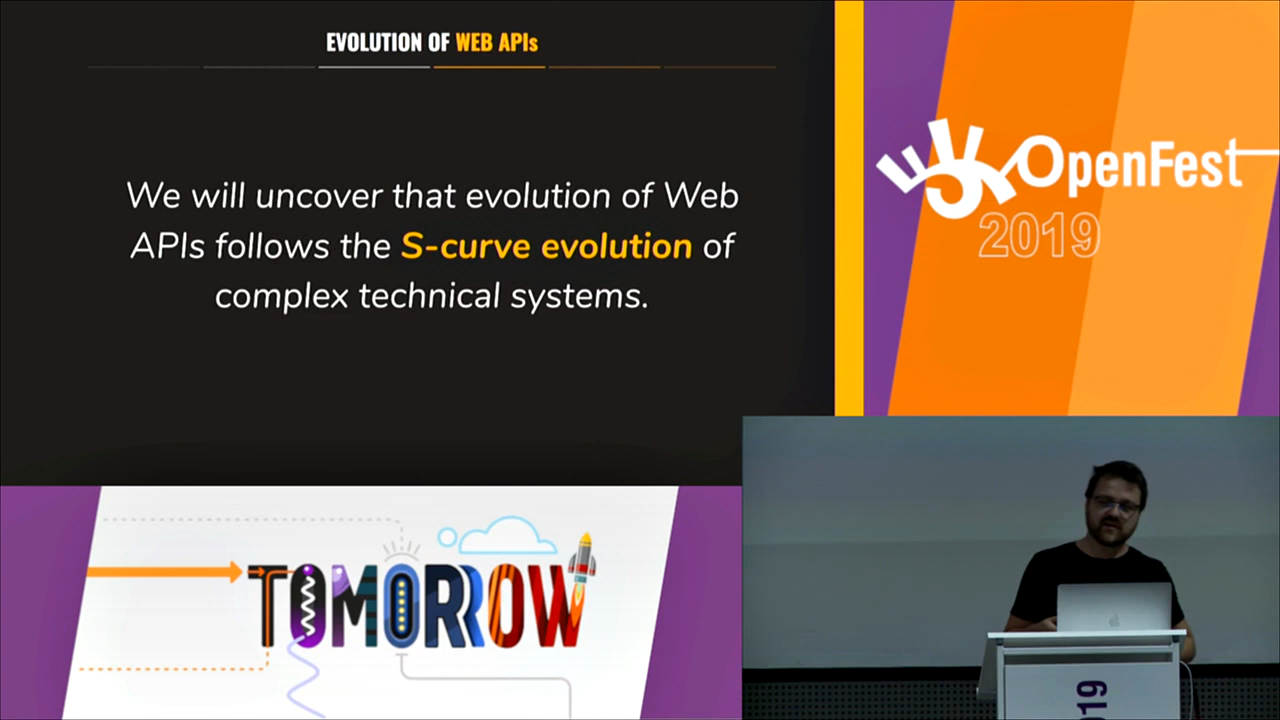 EVOLUTION OF WEB APIs
We will uncover that evolution of Web
APIs follows the S-curve evolution of
complex technical systems.
OpenFest
2019
TOMORROW
19